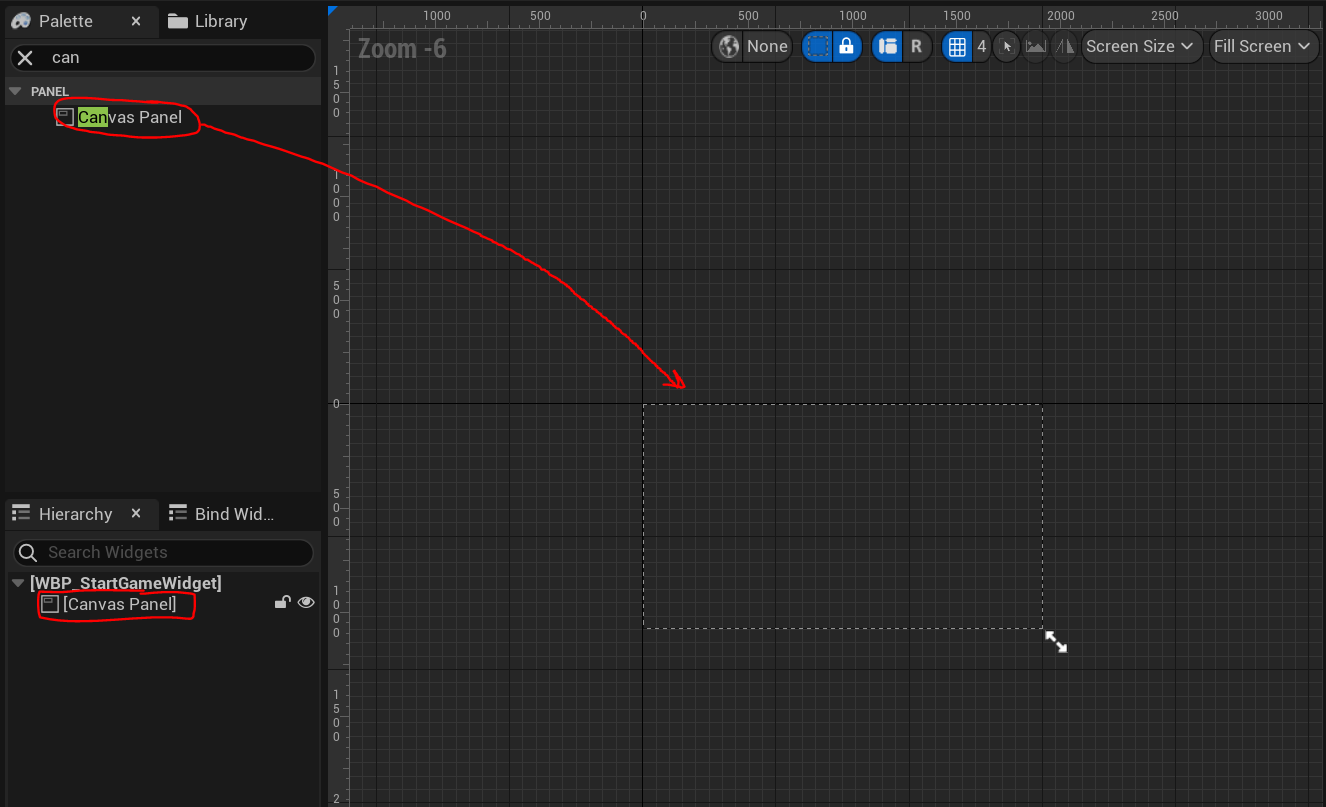 Palette
Library
can
PANEL
Canvas Panel
Hierarchy
Bind Wid...
Search Widgets
[WBP_StartGameWidget]
[Canvas Panel]
1000 500 0 500 1000 1500 2000 2500 3000
Zoom -6
None
R
4
Screen Size
Fill Screen
1500
1000
500
0
500
1000
1500
2